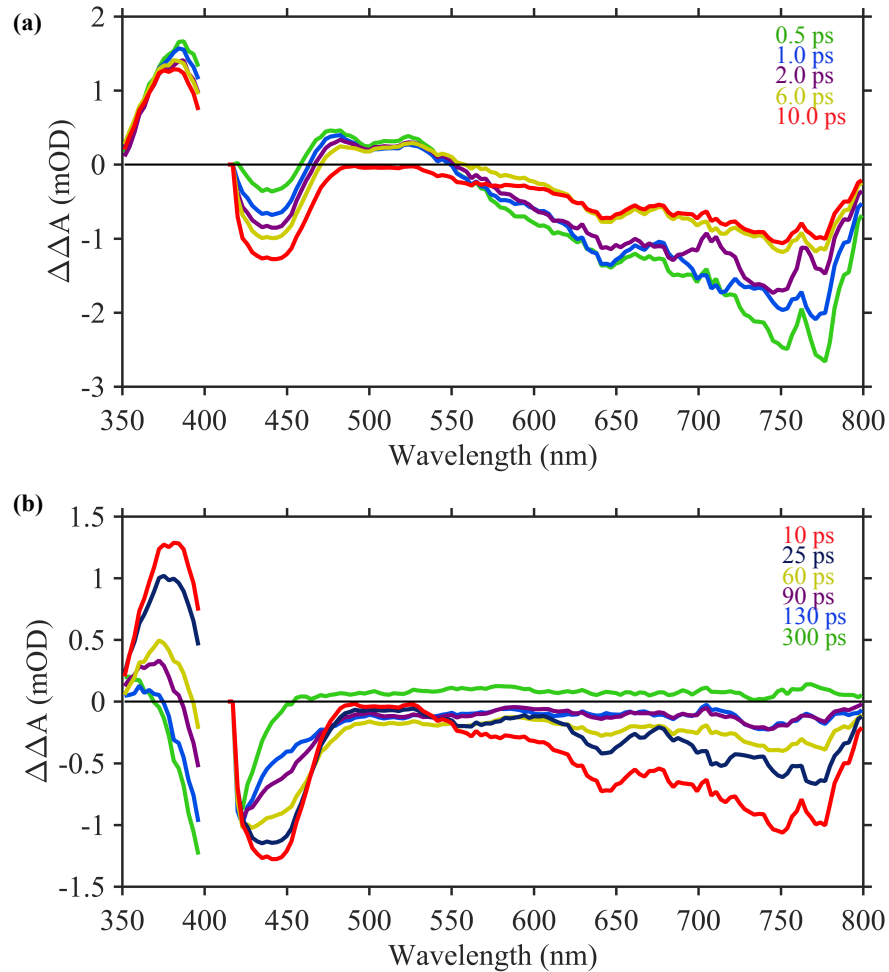 (a)
2
1
0
-1
-2
-3
ΔΔA (mOD)
0.5 ps
1.0 ps
2.0 ps
6.0 ps
10.0 ps
350 400 450 500 550 600 650 700 750 800
Wavelength (nm)
(b)
1.5
1
0.5
0
-0.5
-1
-1.5
ΔΔA (mOD)
10 ps
25 ps
60 ps
90 ps
130 ps
300 ps
350 400 450 500 550 600 650 700 750 800
Wavelength (nm)